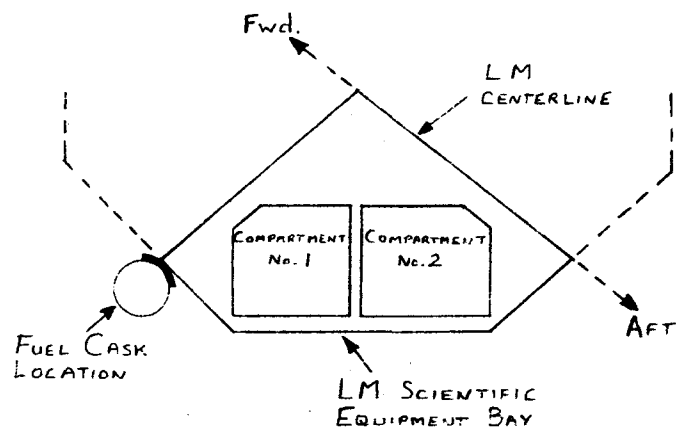 Fwd.
LM
CENTERLINE
COMPARTMENT
No. 1
COMPARTMENT
No. 2
AFT
FUEL CASK
LOCATION
LM SCIENTIFIC
EQUIPMENT BAY